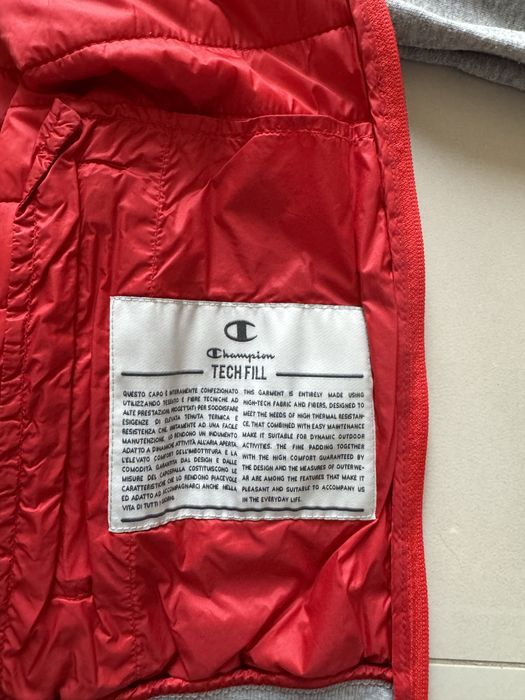 Champion
TECH FILL
QUESTO CAPO È INTERAMENTE CONFEZIONATO
UTILIZZANDO TESSUTO E FIBRE TECNICHE AD
ALTE PRESTAZIONI, PROGETTATI PER SODDISFARE
ESIGENZE DI ELEVATA TENUTA TERMICA E
RESISTENZA CHE UNITAMENTE AD UNA FACILE
MANUTENZIONE, LO RENDONO UN INDUMENTO
ADATTO A DINAMICHE ATTIVITÀ ALL'ARIA APERTA.
L'ELEVATO COMFORT DELL'IMBOTTITURA E LA
COMODITÀ GARANTITA DAL DESIGN E DALLE
MISURE DEL CAPOSPALLA COSTITUISCONO LE
CARATTERISTICHE CHE LO RENDONO PIACEVOLE
ED ADATTO AD ACCOMPAGNARCI ANCHE NELLA
VITA DI TUTTI I GIORNI.
THIS GARMENT IS ENTIRELY MADE USING
HIGH-TECH FABRIC AND FIBERS, DESIGNED TO
MEET THE NEEDS OF HIGH THERMAL RESISTAN-
CE, THAT COMBINED WITH EASY MAINTENANCE
MAKE IT SUITABLE FOR DYNAMIC OUTDOOR
ACTIVITIES. THE FINE PADDING TOGETHER
WITH THE HIGH COMFORT GUARANTEED BY
THE DESIGN AND THE MEASURES OF OUTERWE-
AR ARE AMONG THE FEATURES THAT MAKE IT
PLEASANT AND SUITABLE TO ACCOMPANY US
IN THE EVERYDAY LIFE.